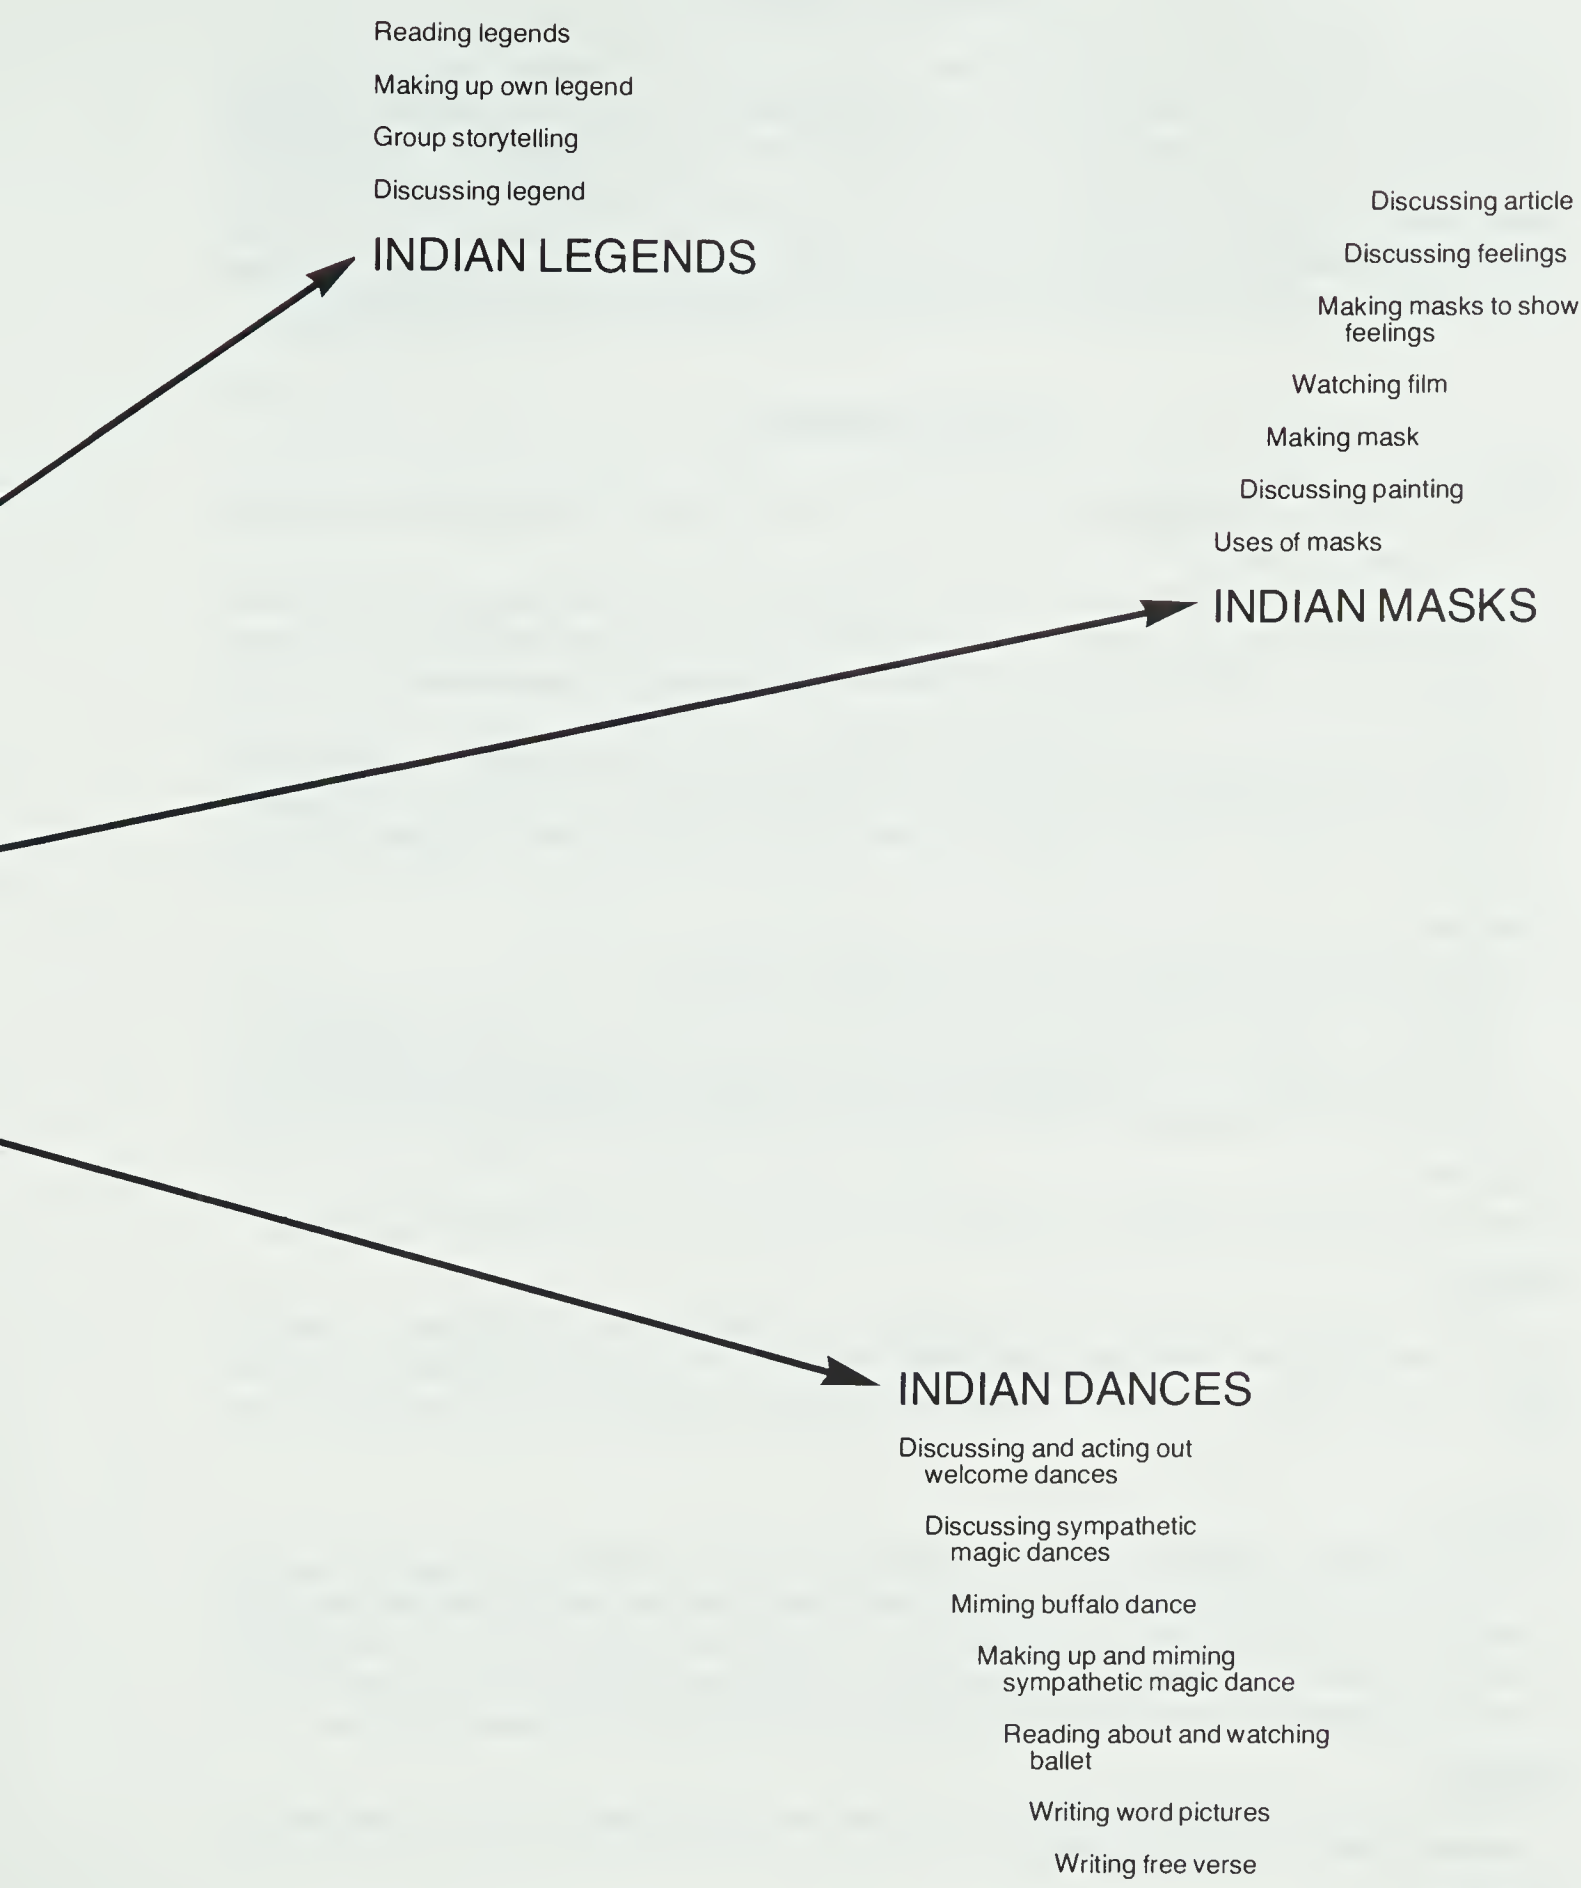 Reading legends
Making up own legend
Group storytelling
Discussing legend
INDIAN LEGENDS
Discussing article
Discussing feelings
Making masks to show
feelings
Watching film
Making mask
Discussing painting
Uses of masks
INDIAN MASKS
INDIAN DANCES
Discussing and acting out
welcome dances
Discussing sympathetic
magic dances
Miming buffalo dance
Making up and miming
sympathetic magic dance
Reading about and watching
ballet
Writing word pictures
Writing free verse